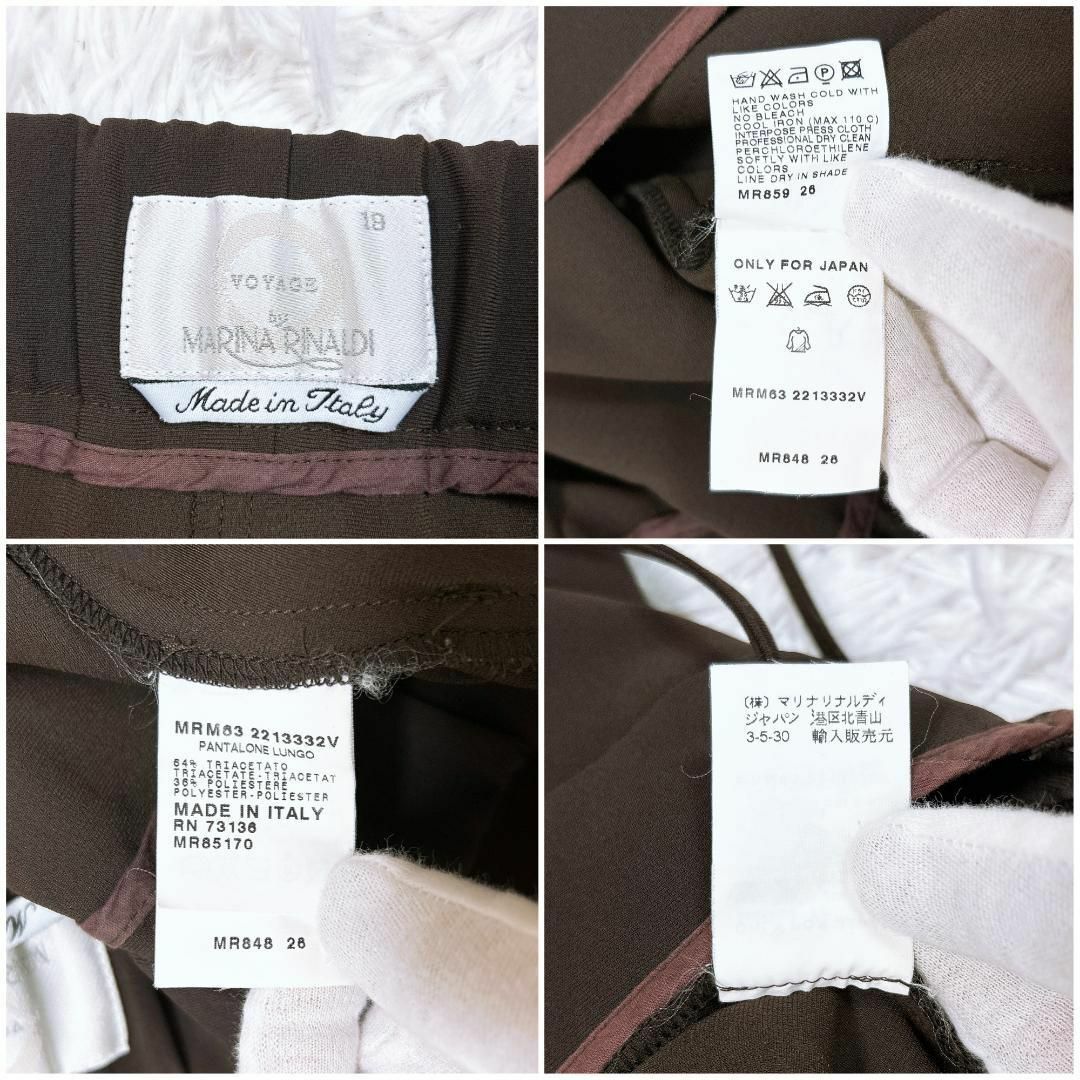 18
VOYAGE
by
MARINA RINALDI
Made in Italy
HAND WASH COLD WITH
LIKE COLORS
NO BLEACH
COOL IRON (MAX 110 C)
INTERPOSE PRESS CLOTH
PROFESSIONAL DRY CLEAN
PERCHLOROETHILENE
SOFTLY WITH LIKE
COLORS
LINE DRY IN SHADE
MR859 26
ONLY FOR JAPAN
MRM63 2213332V
MR848 26
MRM63 2213332V
PANTALONE LUNGO
64% TRIACETATO
TRIACETATE-TRIACETAT
36% POLIESTERE
POLYESTER-POLIESTER
MADE IN ITALY
RN 73136
MR85170
MR848 26
(株) マリナリナルディ
ジャパン 港区北青山
3-5-30 輸入販売元